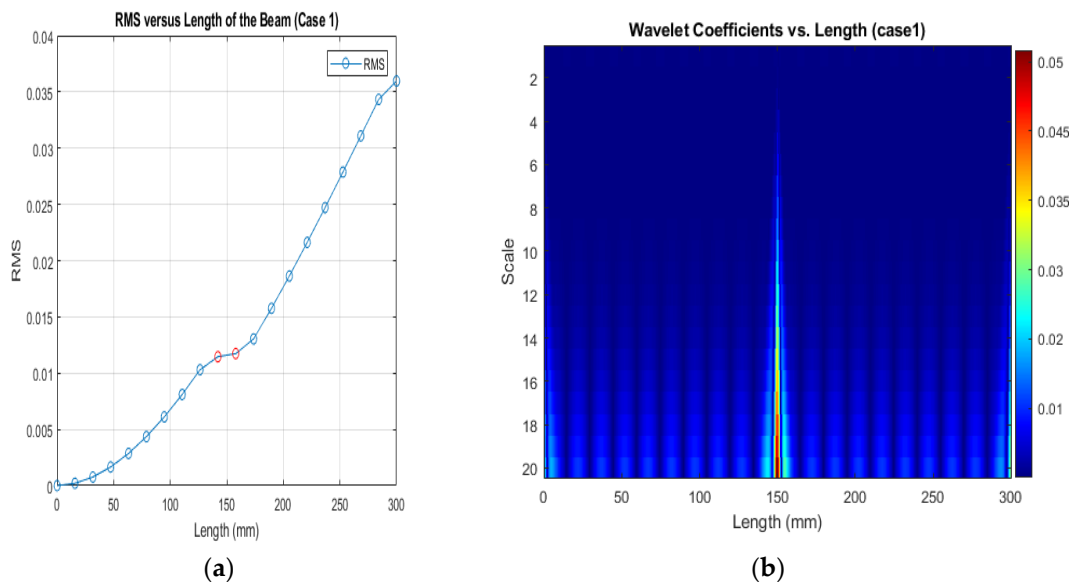 RMS versus Length of the Beam (Case 1)
0.04
0.035
0.03
0.025
0.02
0.015
0.01
0.005
0
RMS
RMS
0 50 100 150 200 250 300
Length (mm)
(a)
Wavelet Coefficients vs. Length (case1)
2
4
6
8
10
12
14
16
18
20
Scale
0 50 100 150 200 250 300
Length (mm)
0.05
0.045
0.04
0.03
0.02
0.01
(b)